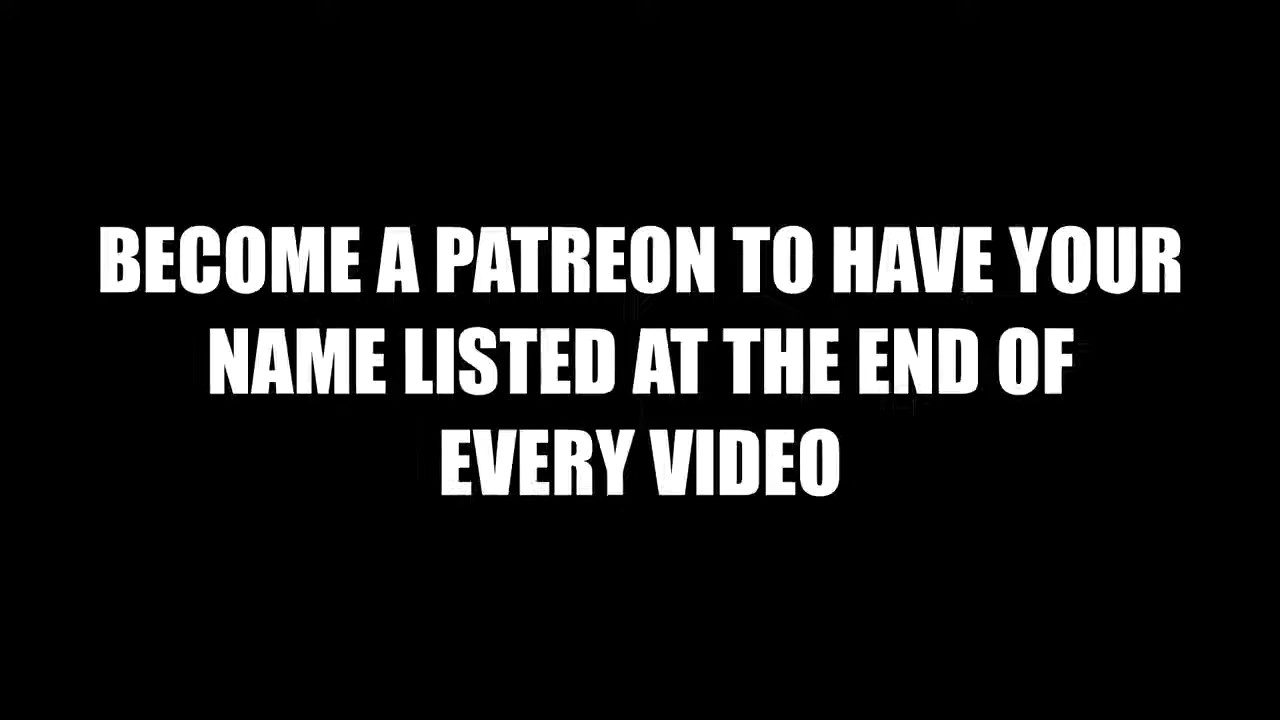 BECOME A PATREON TO HAVE YOUR
NAME LISTED AT THE END OF
EVERY VIDEO